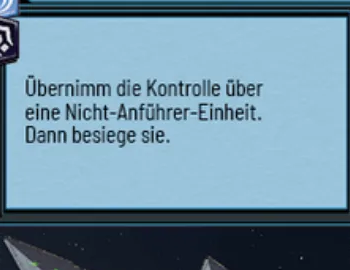 Übernimm die Kontrolle über
eine Nicht-Anführer-Einheit.
Dann besiege sie.